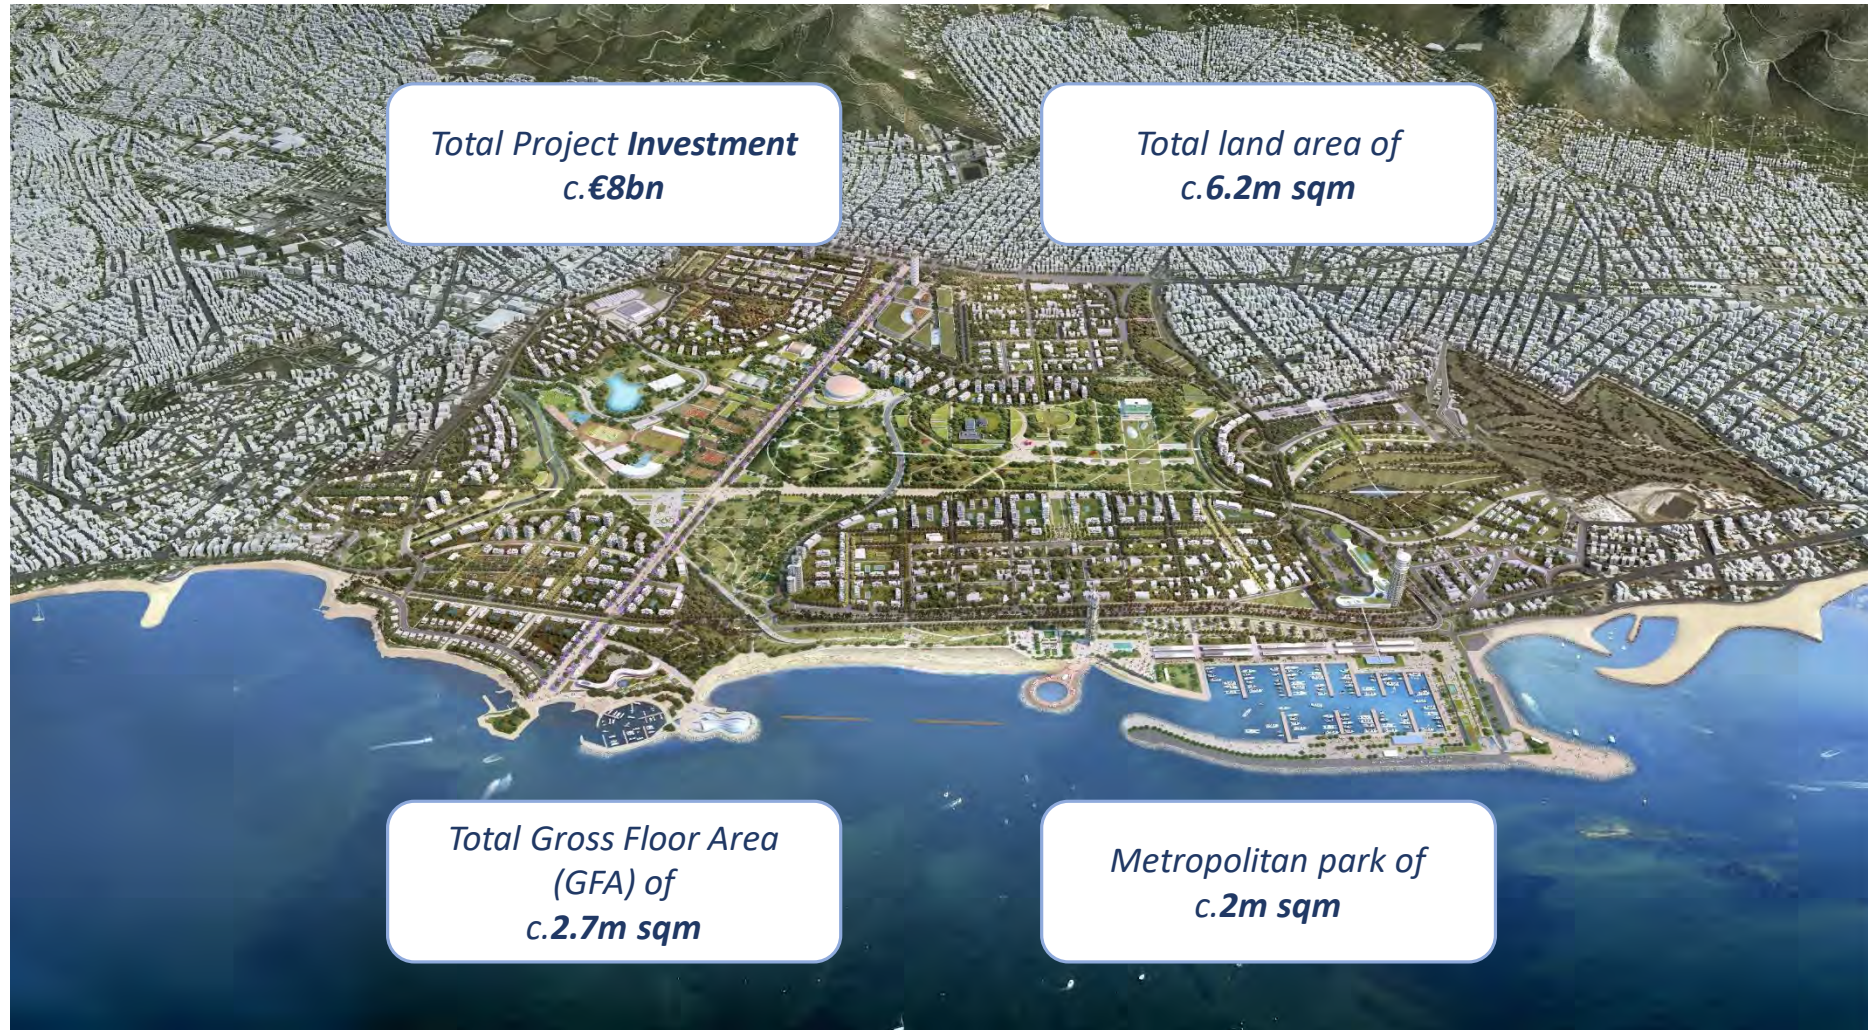 Total Project Investment
c.€8bn
Total land area of
c.6.2m sqm
Total Gross Floor Area
(GFA) of
c.2.7m sqm
Metropolitan park of
c.2m sqm